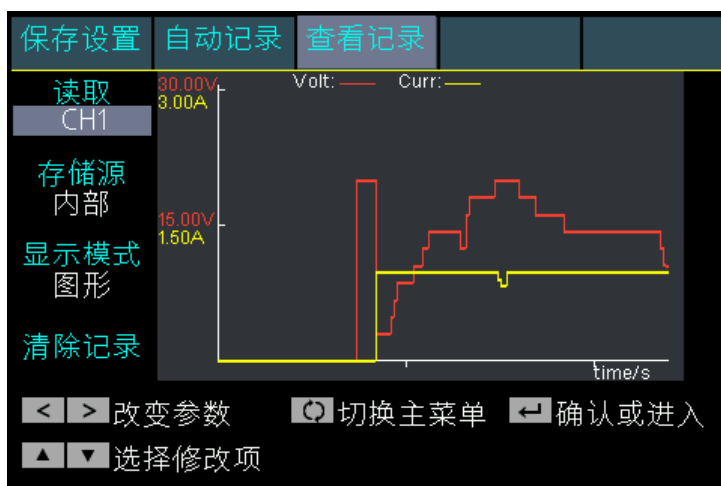 保存设置 自动记录 查看记录
读取
CH1
存储源
内部
显示模式
图形
清除记录
30.00V
3.00A
Volt: Curr:
15.00V
1.50A
time/s
< > 改变参数 切换主菜单 确认或进入
▲ ▼ 选择修改项